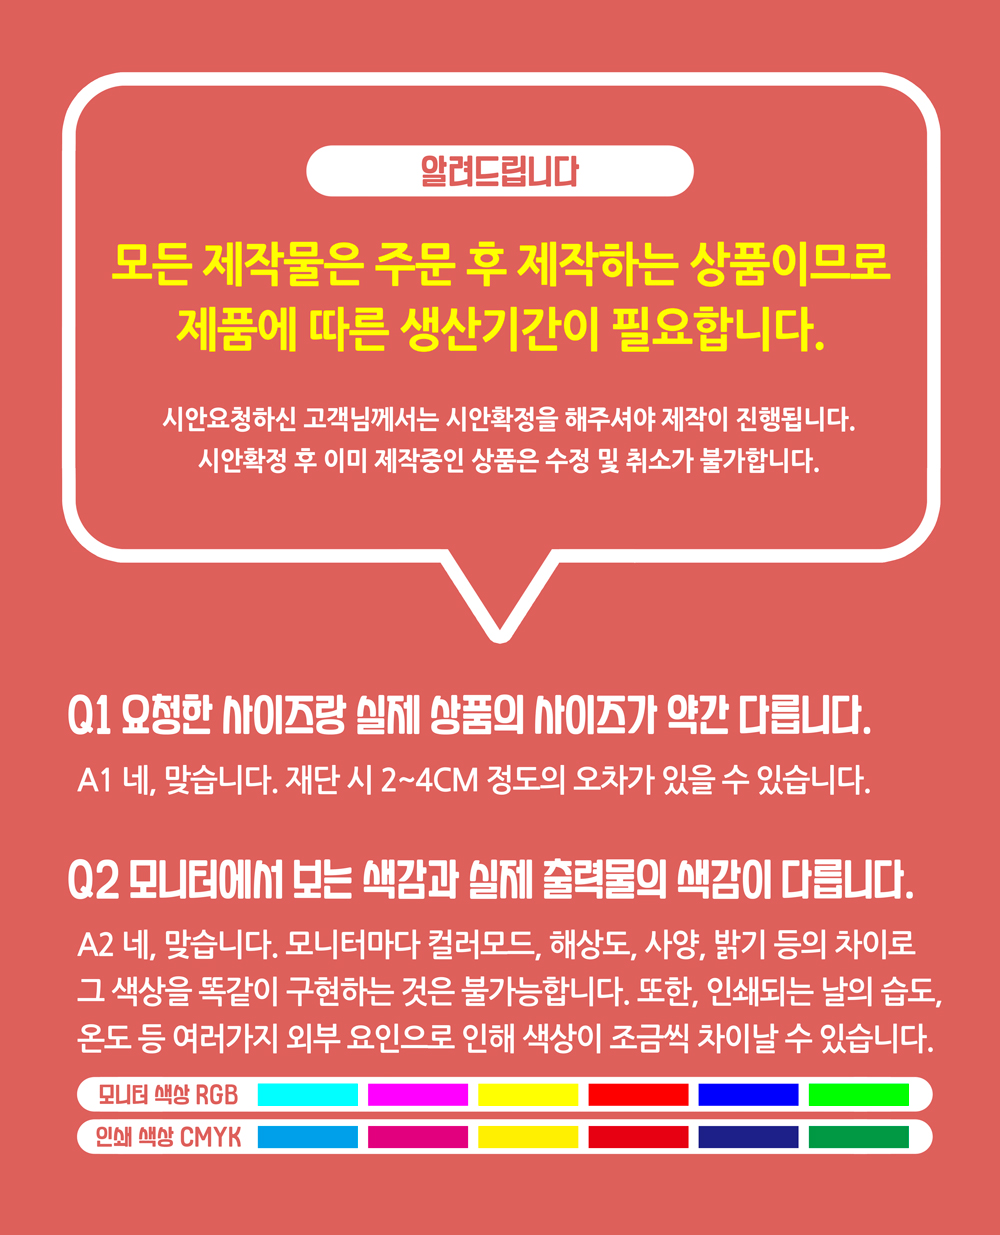 알려드립니다
모든 제작물은 주문 후 제작하는 상품이므로
제품에 따른 생산기간이 필요합니다.
시안요청하신 고객님께서는 시안확정을 해주셔야 제작이 진행됩니다.
시안확정 후 이미 제작중인 상품은 수정 및 취소가 불가합니다.
Q1 요청한 사이즈랑 실제 상품의 사이즈가 약간 다릅니다.
A1 네, 맞습니다. 재단 시 2~4CM 정도의 오차가 있을 수 있습니다.
Q2 모니터에서 보는 색감과 실제 출력물의 색감이 다릅니다.
A2 네, 맞습니다. 모니터마다 컬러모드, 해상도, 사양, 밝기 등의 차이로
그 색상을 똑같이 구현하는 것은 불가능합니다. 또한, 인쇄되는 날의 습도,
온도 등 여러가지 외부 요인으로 인해 색상이 조금씩 차이날 수 있습니다.
모니터 색상 RGB
인쇄 색상 CMYK